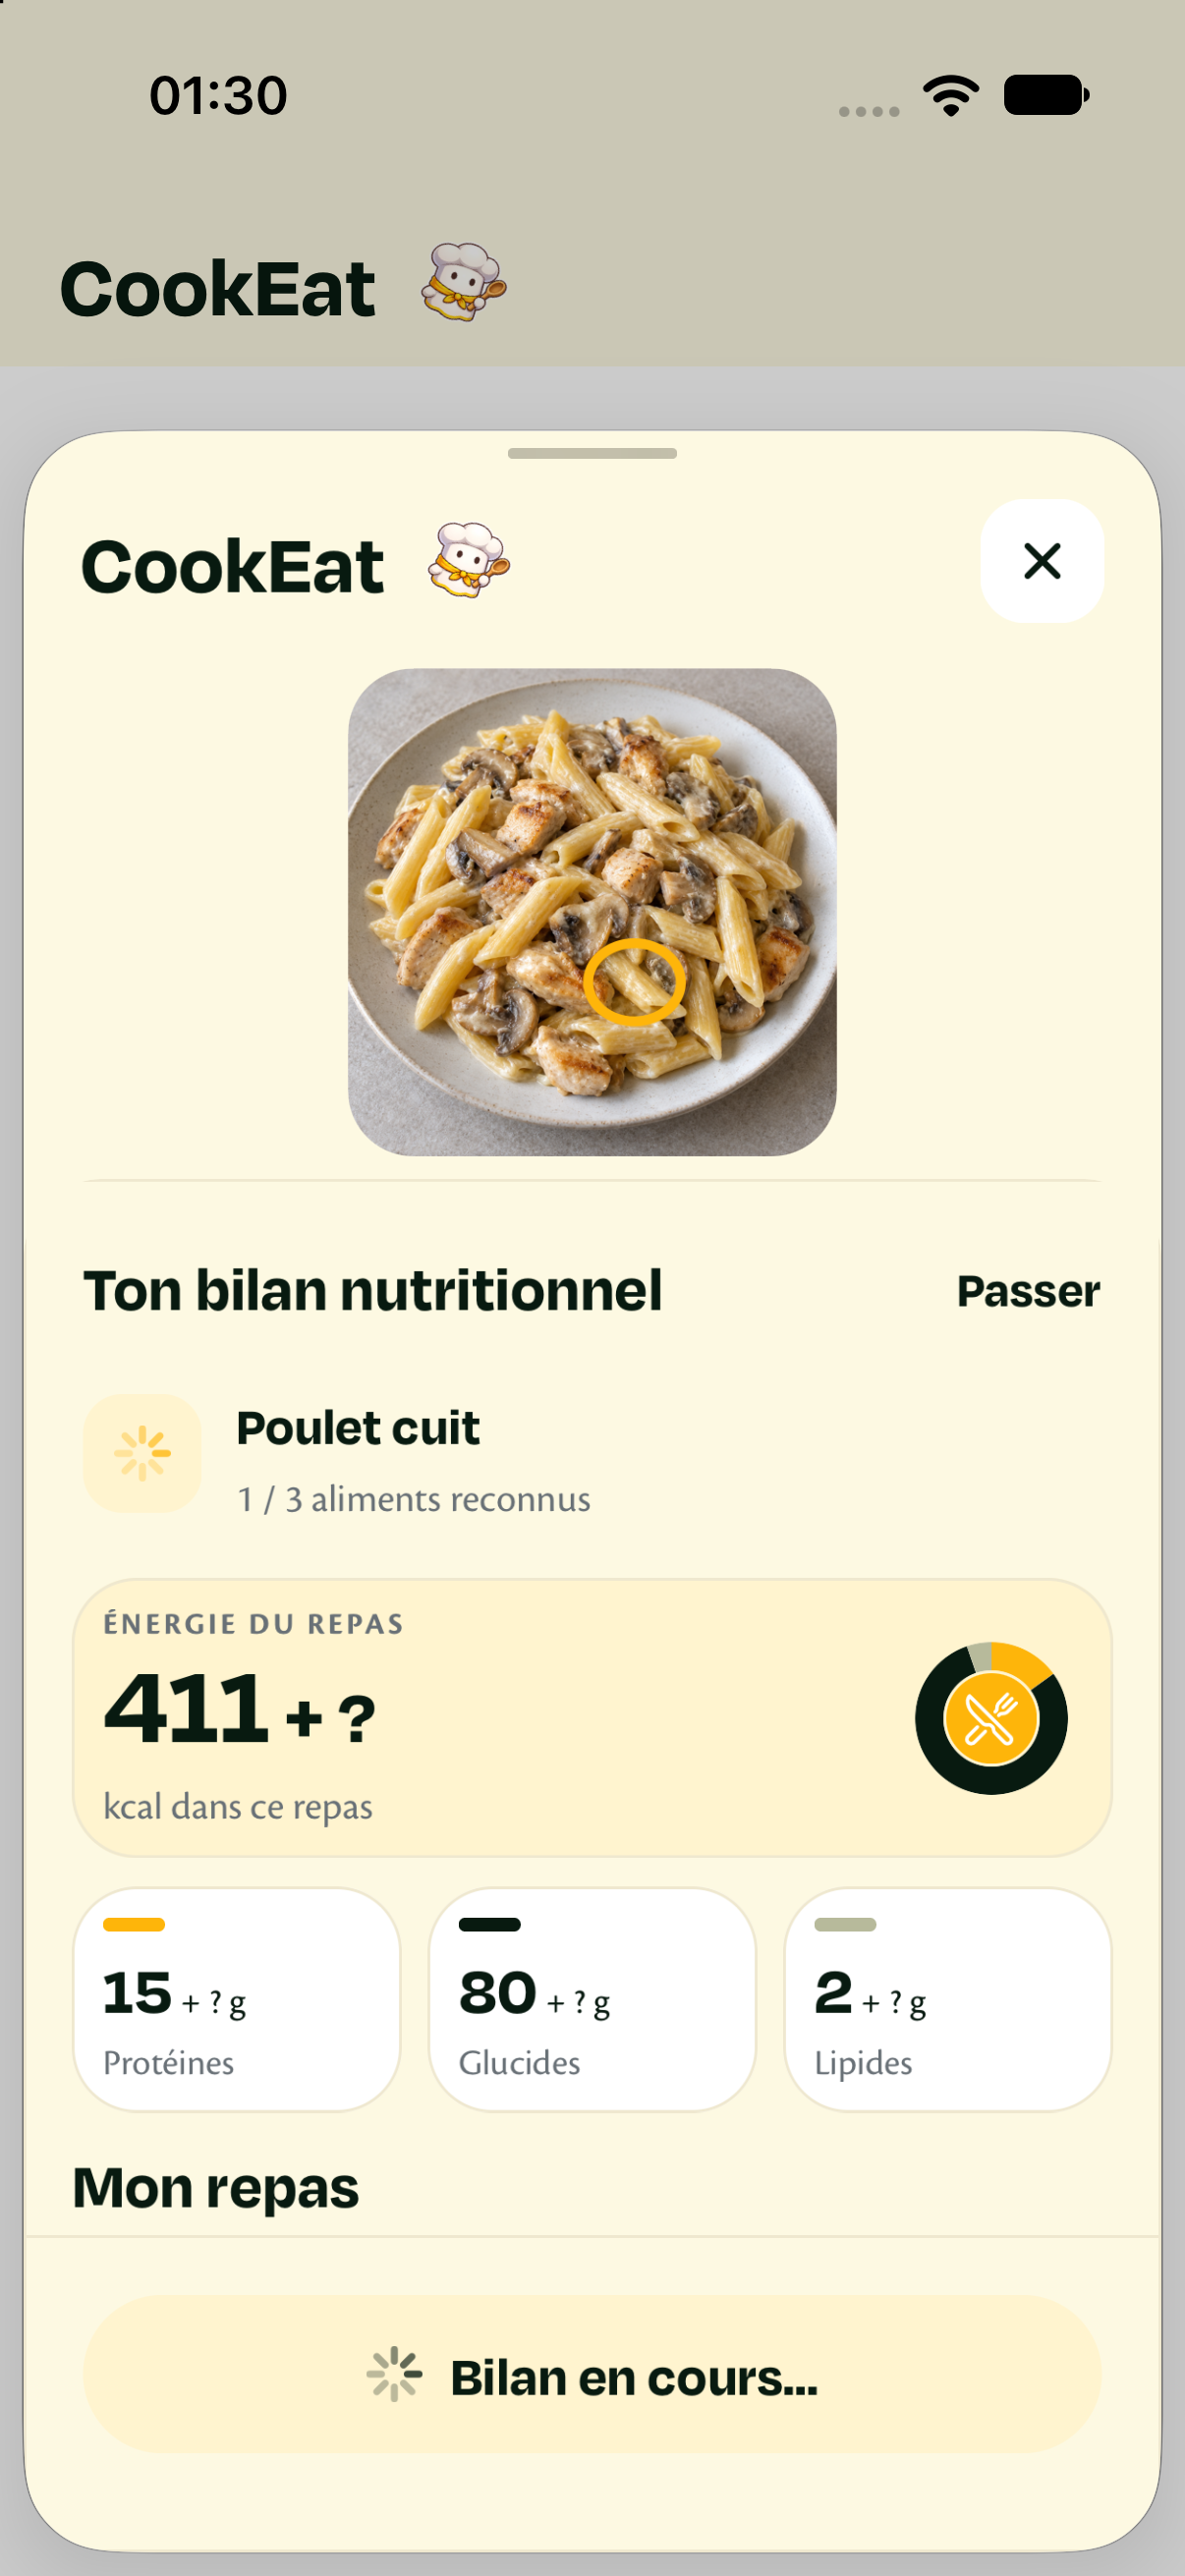 01:30
CookEat
CookEat
Ton bilan nutritionnel
Passer
Poulet cuit
1 / 3 aliments reconnus
ÉNERGIE DU REPAS
411 + ?
kcal dans ce repas
15 + ? g
Protéines
80 + ? g
Glucides
2 + ? g
Lipides
Mon repas
Bilan en cours...